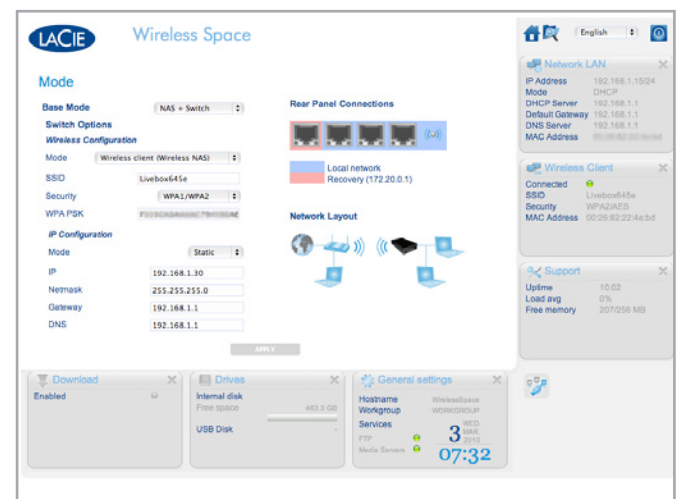 LACIE
Wireless Space
English
Mode
Base Mode NAS + Switch
Switch Options
Wireless Configuration
Mode Wireless client (Wireless NAS)
SSID Livebox645e
Security WPA1/WPA2
WPA PSK
IP Configuration
Mode Static
IP 192.168.1.30
Netmask 255.255.255.0
Gateway 192.168.1.1
DNS 192.168.1.1
APPLY
Rear Panel Connections
Local network
Recovery (172.20.0.1)
Network Layout
Network LAN
IP Address 192.168.1.15/24
Mode DHCP
DHCP Server 192.168.1.1
Default Gateway 192.168.1.1
DNS Server 192.168.1.1
MAC Address
Wireless Client
Connected
SSID Livebox645e
Security WPA2/AES
MAC Address 00:26:82:22:4e:bd
Support
Uptime 10:02
Load avg 0%
Free memory 207/256 MB
Download
Enabled
Drives
Internal disk
Free space 463.3 GB
USB Disk -
General settings
Hostname WirelessSpace
Workgroup WORKGROUP
Services
FTP
Media Servers
3 WED. MAR. 2010
07:32